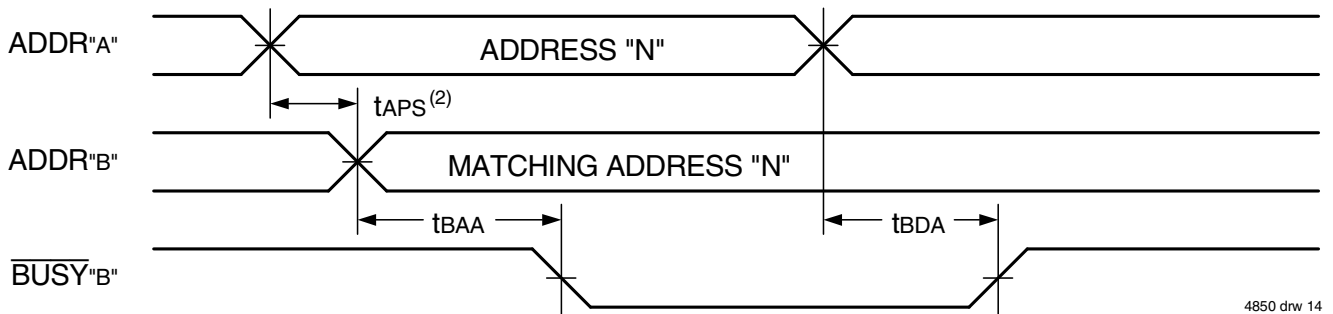 ADDR"A"
ADDRESS "N"
tAPS(2)
ADDR"B"
MATCHING ADDRESS "N"
tBAA
tBDA
BUSY"B"
4850 drw 14